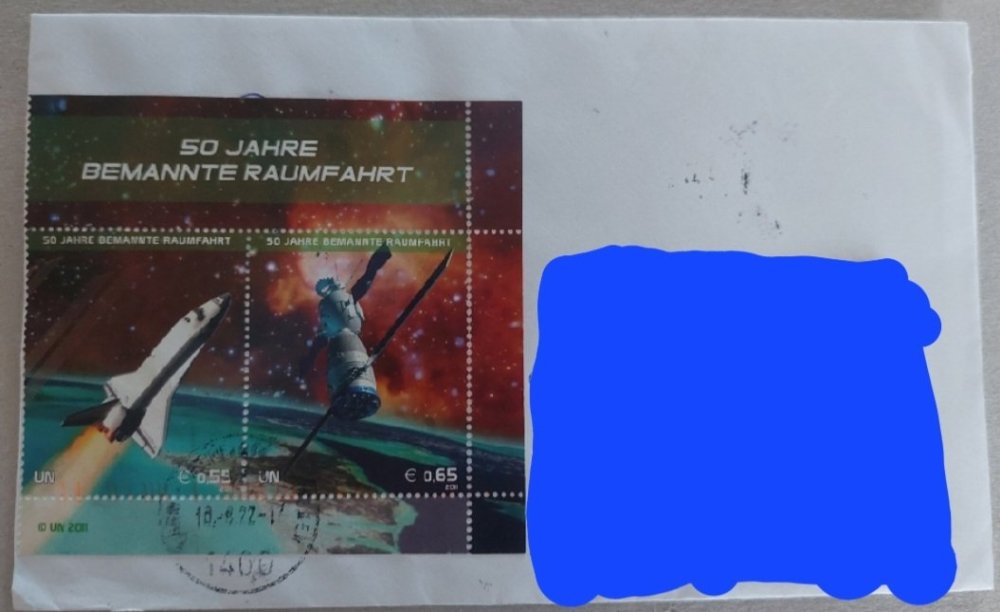 50 JAHRE
BEMANNTE RAUMFAHRT
50 JAHRE BEMANNTE RAUMFAHRT
50 JAHRE BEMANNTE RAUMFAHRT
UN
€ 0,55
UN
€ 0,65
2011
© UN 2011
1400